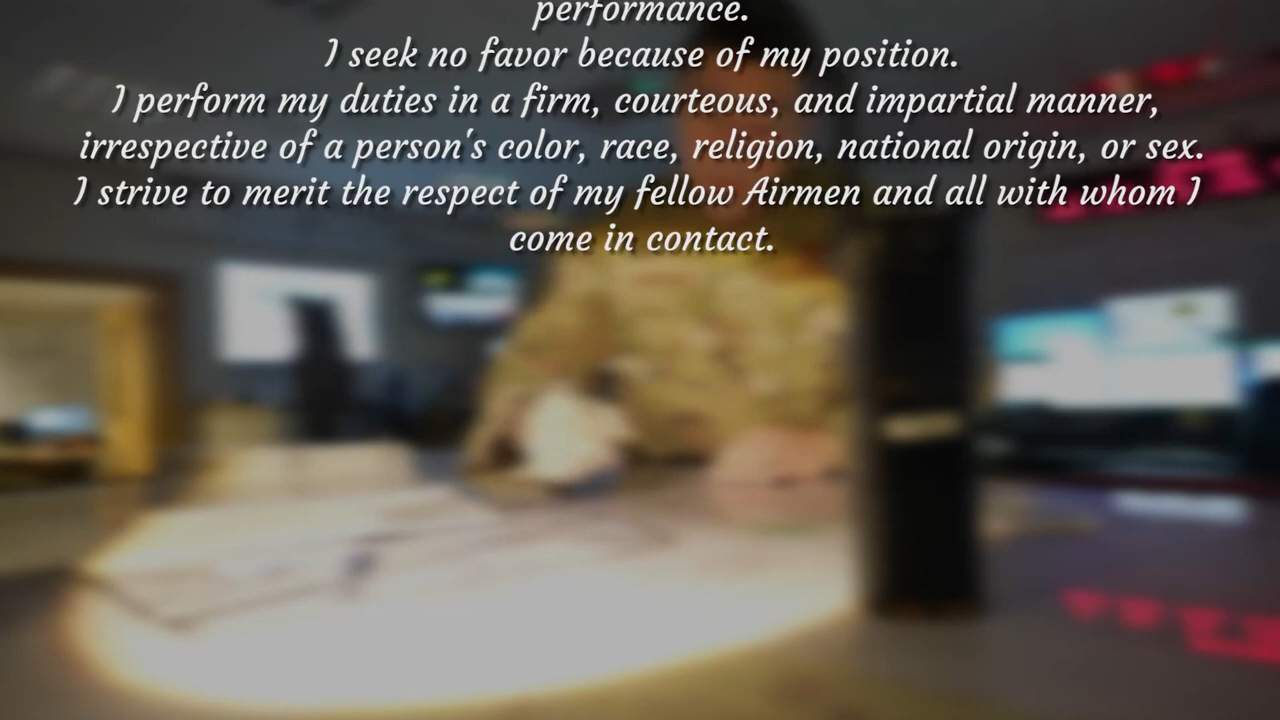 performance.
I seek no favor because of my position.
I perform my duties in a firm, courteous, and impartial manner,
irrespective of a person's color, race, religion, national origin, or sex.
I strive to merit the respect of my fellow Airmen and all with whom I
come in contact.